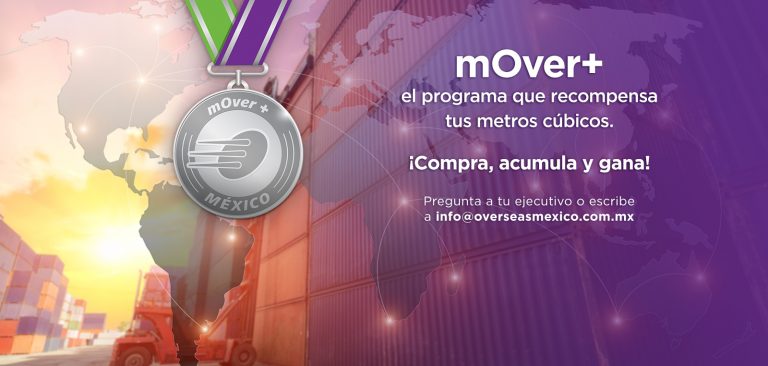 mOver +
MÉXICO
mOver+
el programa que recompensa
tus metros cúbicos.
¡Compra, acumula y gana!
Pregunta a tu ejecutivo o escribe
a info@overseasmexico.com.mx